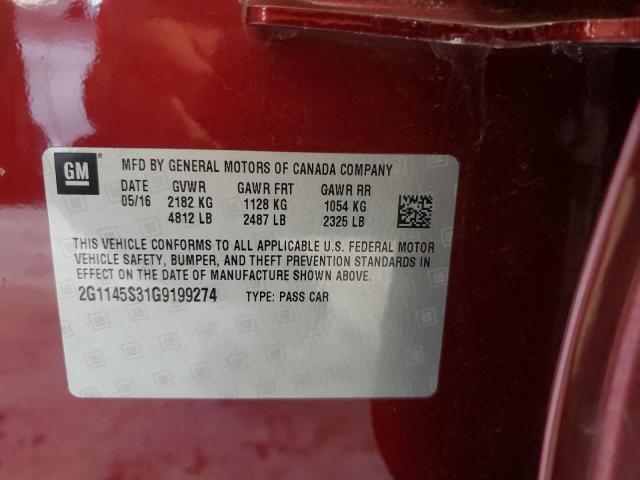 GM
MFD BY GENERAL MOTORS OF CANADA COMPANY
DATE GVWR GAWR FRT GAWR RR
05/16 2182 KG 1128 KG 1054 KG
4812 LB 2487 LB 2325 LB
THIS VEHICLE CONFORMS TO ALL APPLICABLE U.S. FEDERAL MOTOR
VEHICLE SAFETY, BUMPER, AND THEFT PREVENTION STANDARDS IN
EFFECT ON THE DATE OF MANUFACTURE SHOWN ABOVE.
2G1145S31G9199274 TYPE: PASS CAR